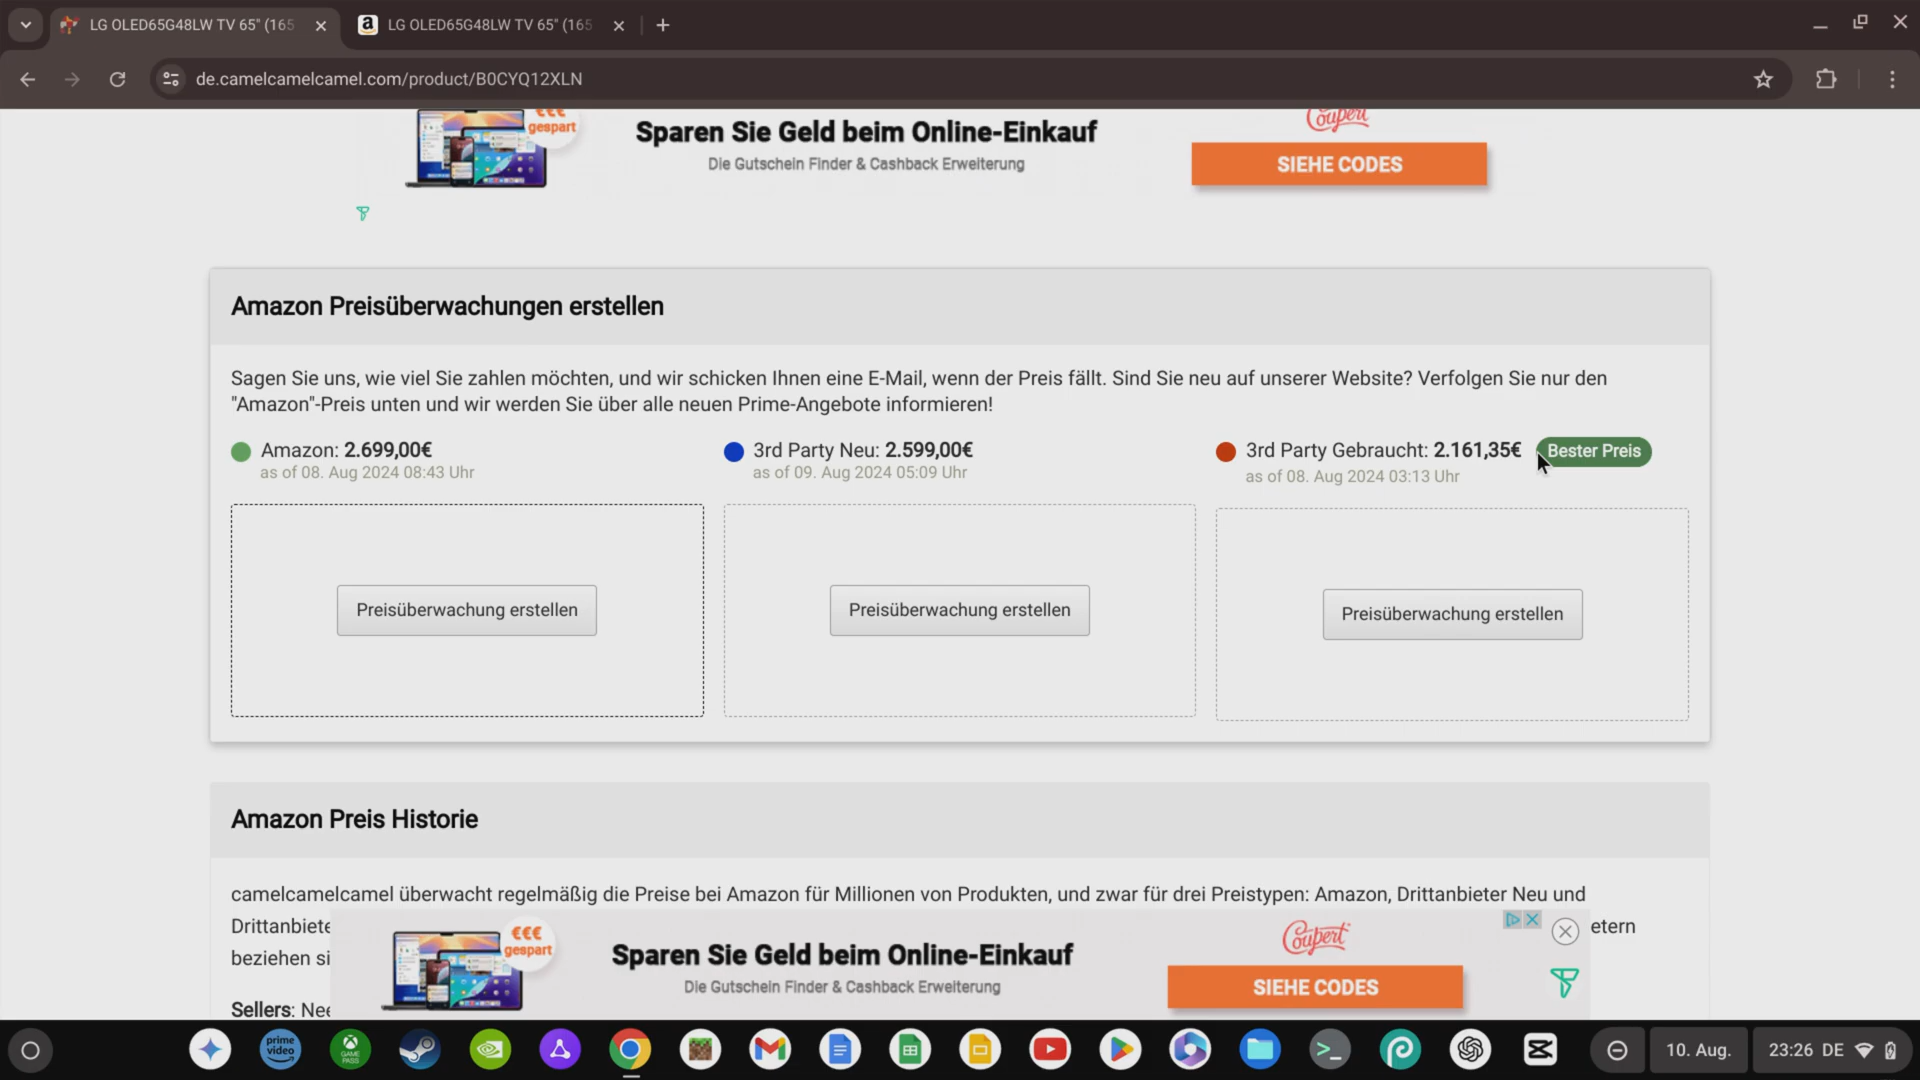 LG OLED65G48LW TV 65" (165
LG OLED65G48LW TV 65" (165
de.camelcamelcamel.com/product/B0CYQ12XLN
€€€
gespart
Sparen Sie Geld beim Online-Einkauf
Die Gutschein Finder & Cashback Erweiterung
Coupert
SIEHE CODES
Amazon Preisüberwachungen erstellen
Sagen Sie uns, wie viel Sie zahlen möchten, und wir schicken Ihnen eine E-Mail, wenn der Preis fällt. Sind Sie neu auf unserer Website? Verfolgen Sie nur den
"Amazon"-Preis unten und wir werden Sie über alle neuen Prime-Angebote informieren!
Amazon: 2.699,00€
as of 08. Aug 2024 08:43 Uhr
3rd Party Neu: 2.599,00€
as of 09. Aug 2024 05:09 Uhr
3rd Party Gebraucht: 2.161,35€
Bester Preis
as of 08. Aug 2024 03:13 Uhr
Preisüberwachung erstellen
Preisüberwachung erstellen
Preisüberwachung erstellen
Amazon Preis Historie
camelcamelcamel überwacht regelmäßig die Preise bei Amazon für Millionen von Produkten, und zwar für drei Preistypen: Amazon, Drittanbieter Neu und
Drittanbiete
etern
beziehen si
Sellers: Nee
€€€
gespart
Sparen Sie Geld beim Online-Einkauf
Die Gutschein Finder & Cashback Erweiterung
Coupert
SIEHE CODES
prime
video
GAME
PASS
10. Aug.
23:26 DE